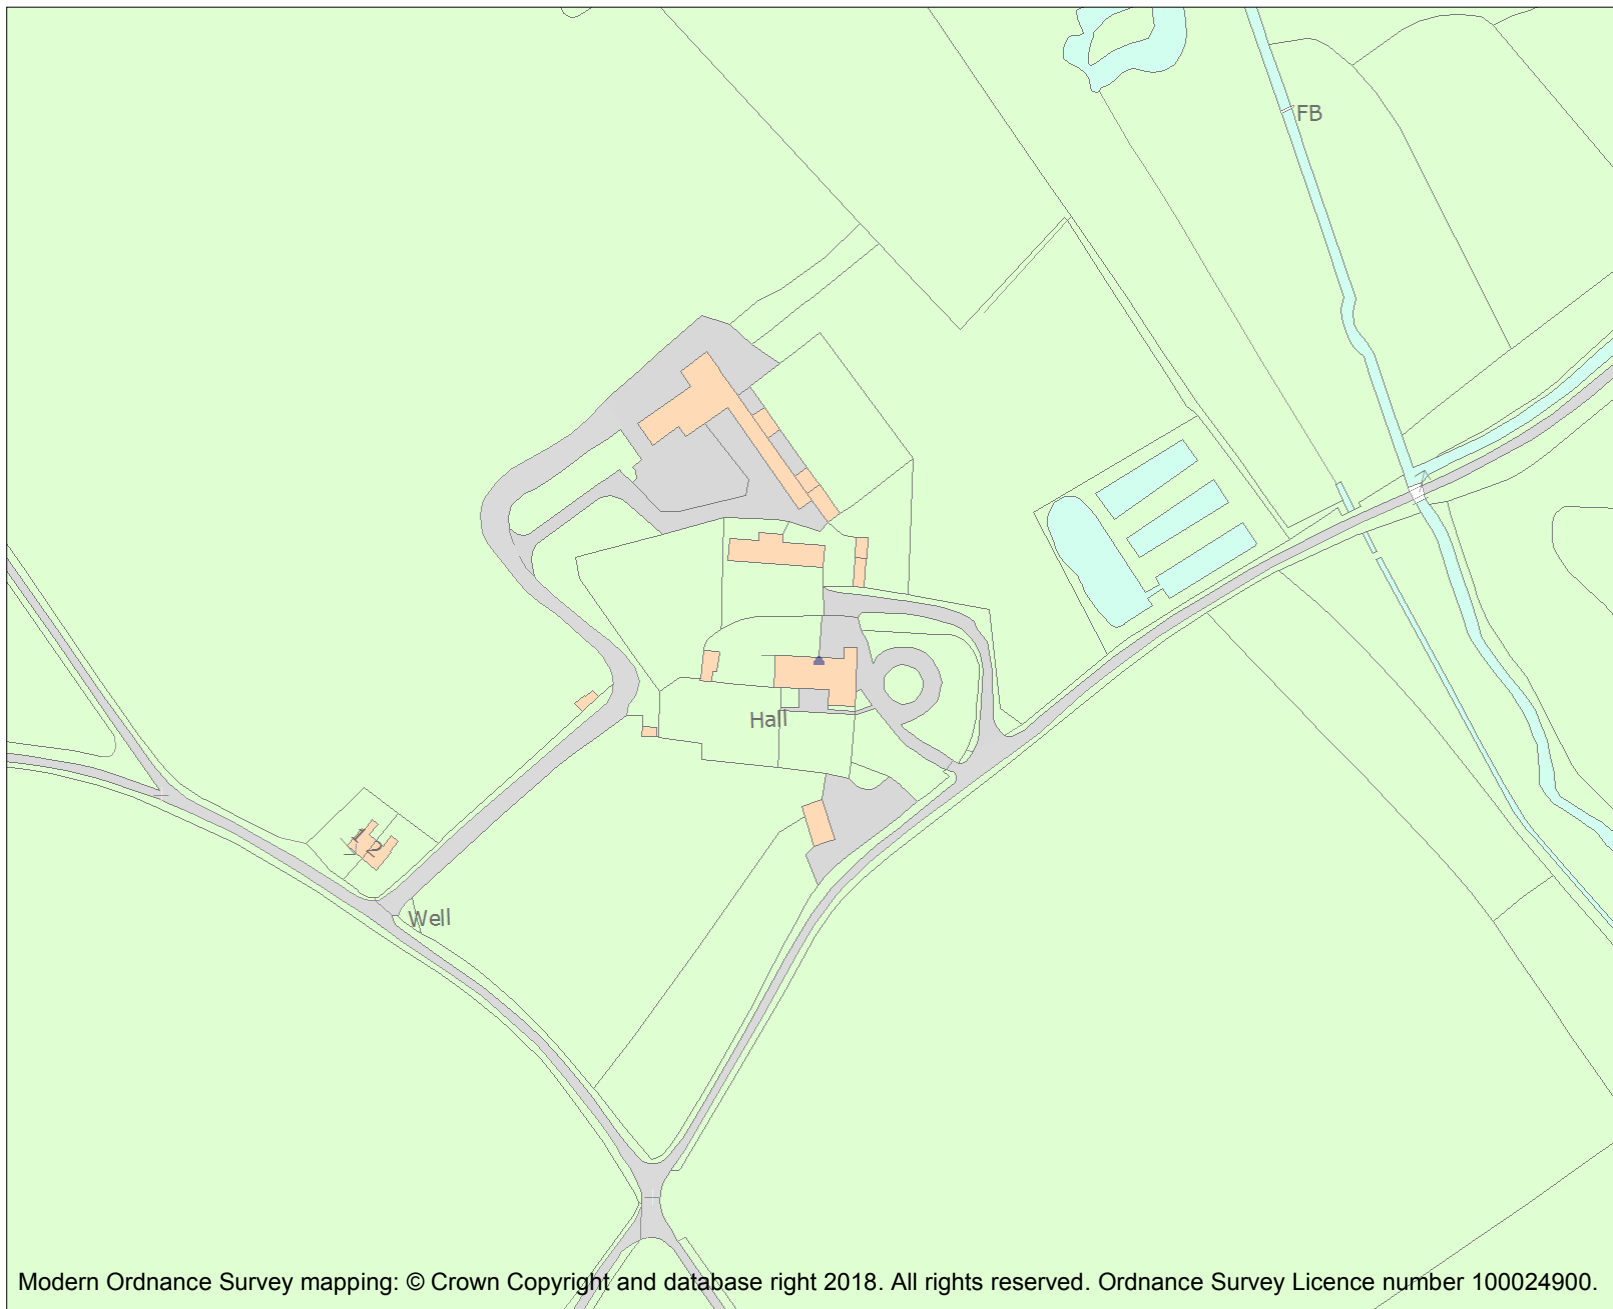 FB
Hall
1
2
Well
Modern Ordnance Survey mapping: © Crown Copyright and database right 2018. All rights reserved. Ordnance Survey Licence number 100024900.